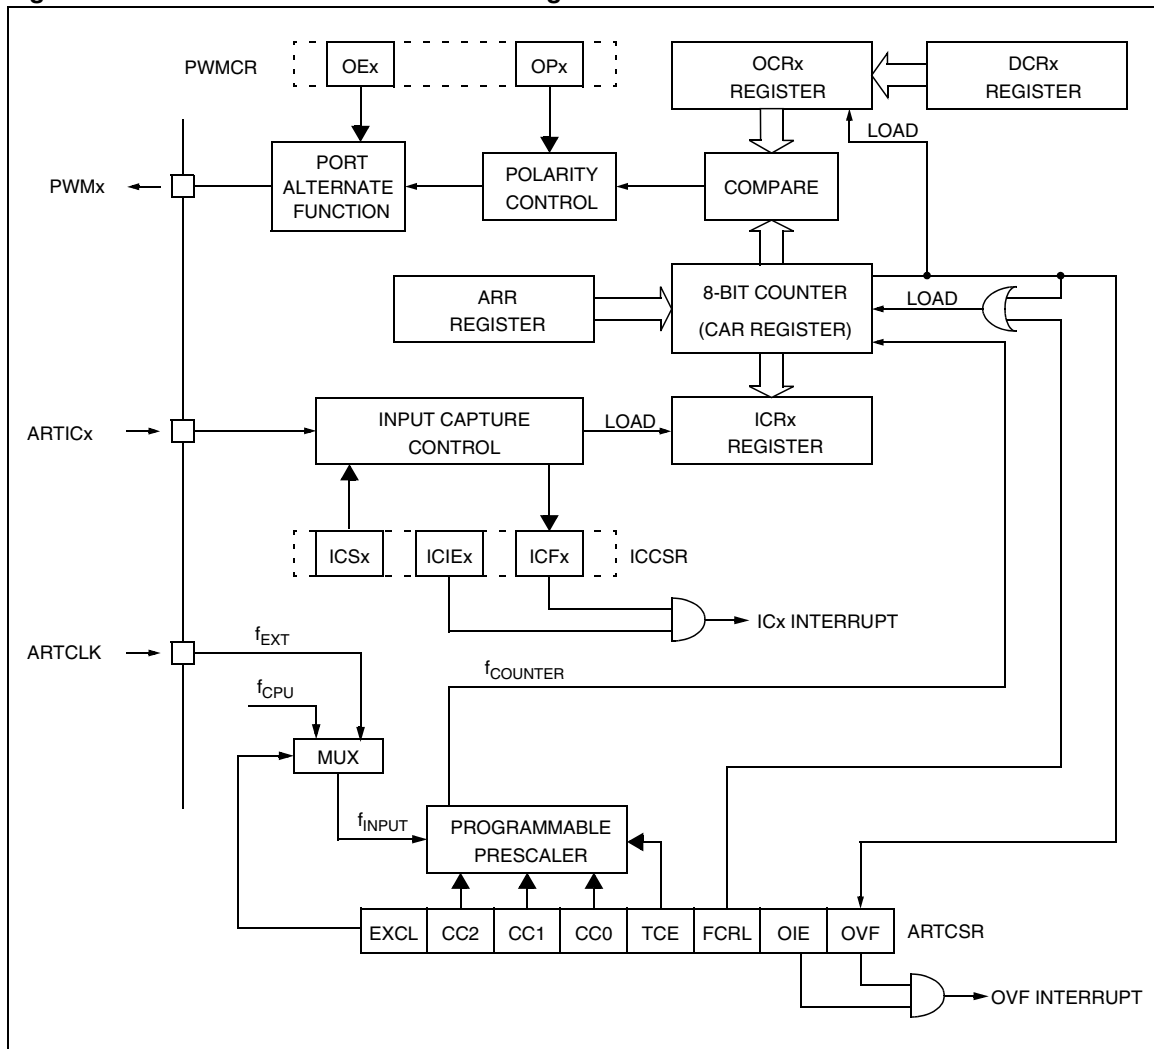 PWMCR
OEx
OPx
OCRx
REGISTER
DCRx
REGISTER
LOAD
PWMx
PORT
ALTERNATE
FUNCTION
POLARITY
CONTROL
COMPARE
ARR
REGISTER
8-BIT COUNTER
(CAR REGISTER)
LOAD
ARTICx
INPUT CAPTURE
CONTROL
LOAD
ICRx
REGISTER
ICSx
ICIEx
ICFx
ICCSR
ICx INTERRUPT
ARTCLK
fEXT
fCOUNTER
fCPU
MUX
fINPUT
PROGRAMMABLE
PRESCALER
EXCL
CC2
CC1
CC0
TCE
FCRL
OIE
OVF
ARTCSR
OVF INTERRUPT